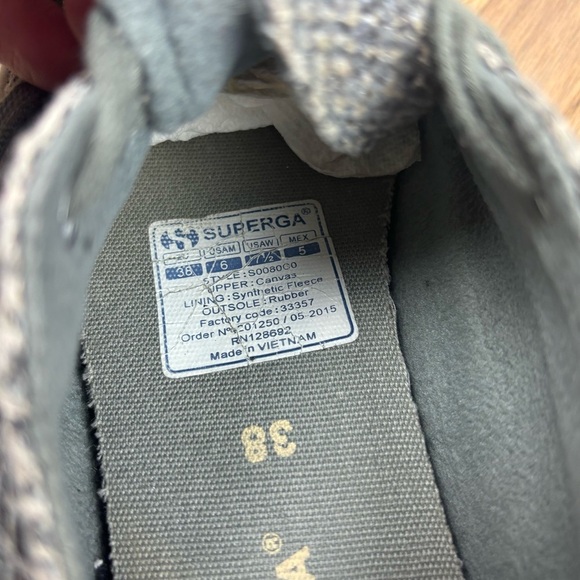 SUPERGA®
USAM USAW MEX
38 6 7½ 5
STYLE: S0080C0
UPPER: Canvas
LINING: Synthetic Fleece
OUTSOLE: Rubber
Factory code: 33357
Order Nº 01250 / 05-2015
RN128692
Made in VIETNAM
38
®
A